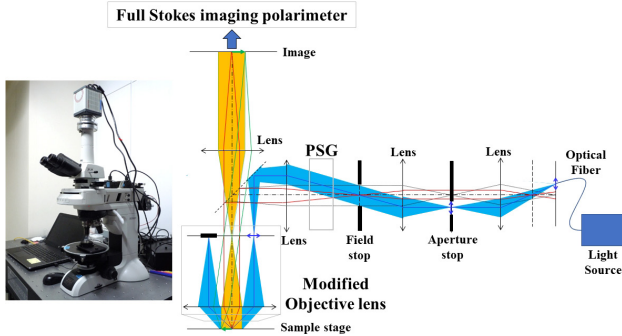 Full Stokes imaging polarimeter
Image
Lens
PSG
Lens
Lens
Optical
Fiber
Lens
Field
stop
Aperture
stop
Light
Source
Modified
Objective lens
Sample stage